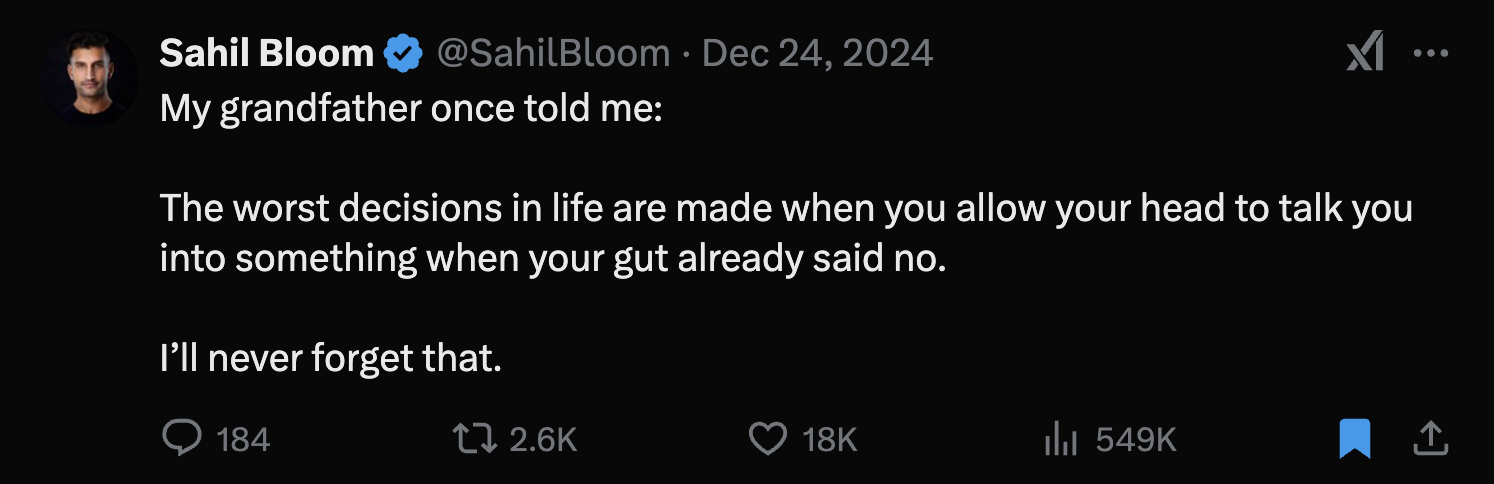 Sahil Bloom @SahilBloom · Dec 24, 2024
My grandfather once told me:
The worst decisions in life are made when you allow your head to talk you
into something when your gut already said no.
I’ll never forget that.
184 2.6K 18K 549K